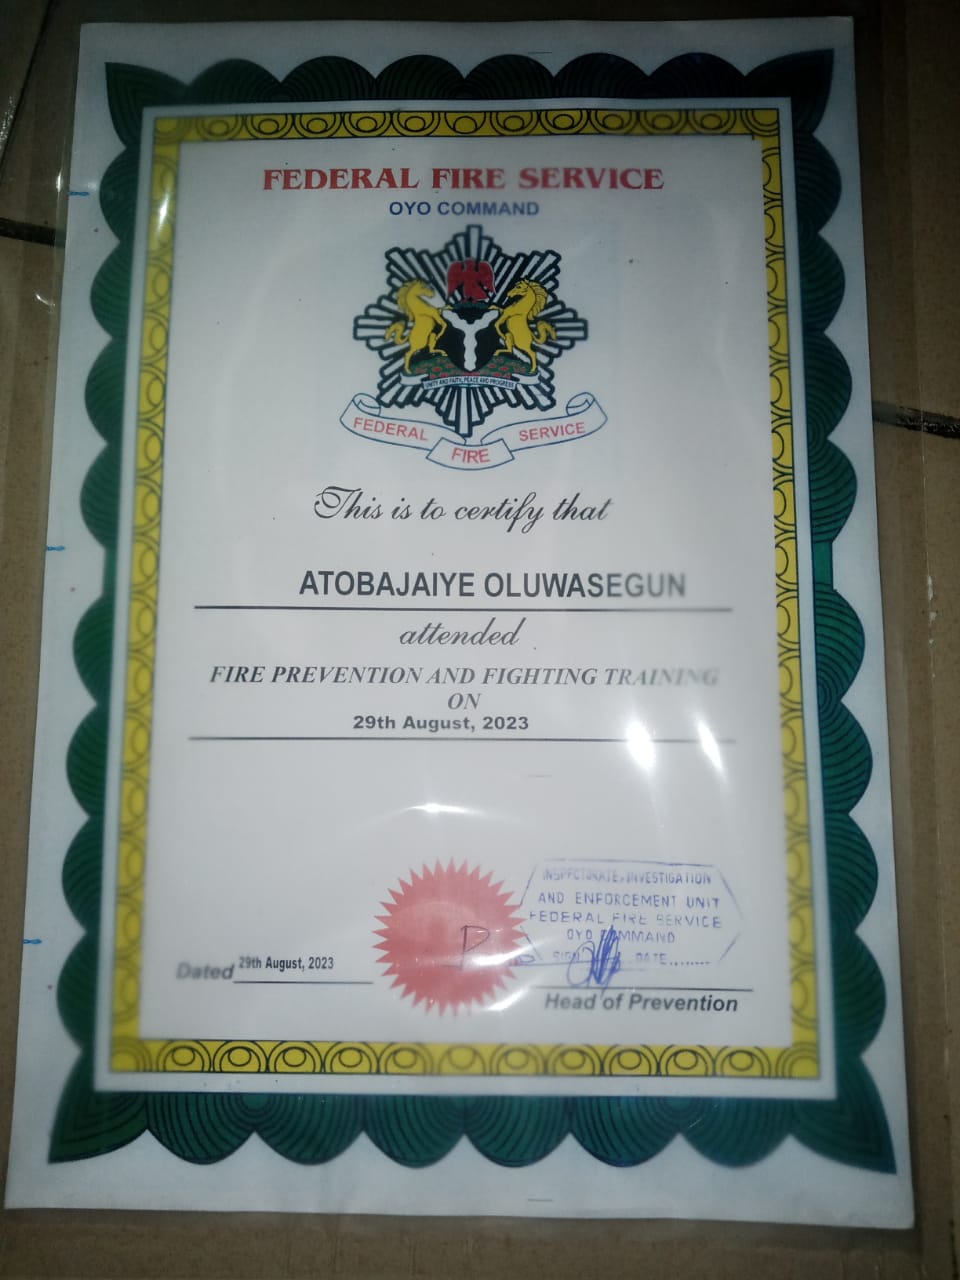 FEDERAL FIRE SERVICE
OYO COMMAND
UNITY AND FAITH, PEACE AND PROGRESS
FEDERAL FIRE SERVICE
This is to certify that
ATOBAJAIYE OLUWASEGUN
attended
FIRE PREVENTION AND FIGHTING TRAINING
ON
29th August, 2023
INSPECTORATE, INVESTIGATION
AND ENFORCEMENT UNIT
FEDERAL FIRE SERVICE
OYO COMMAND
SIGN DATE........
Dated 29th August, 2023
Head of Prevention